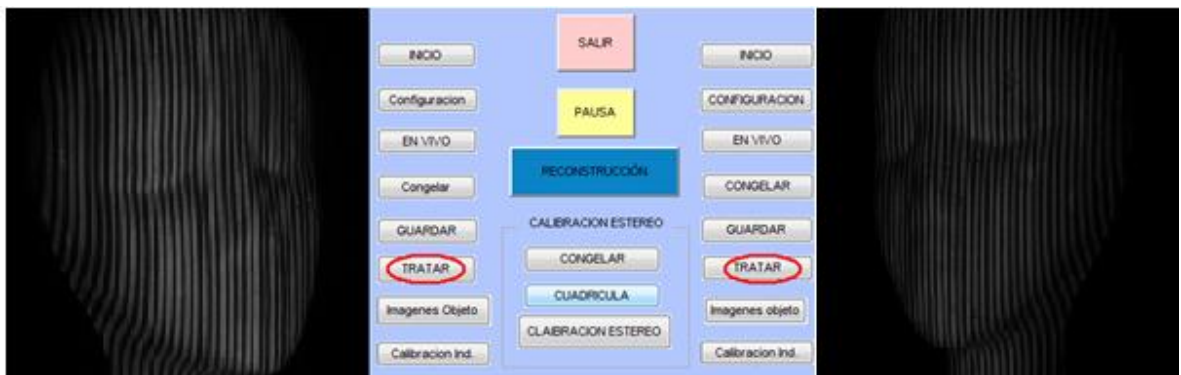 INICIO
Configuracion
EN VIVO
Congelar
GUARDAR
TRATAR
Imagenes Objeto
Calibracion Ind.
SALIR
PAUSA
RECONSTRUCCIÓN
CALIBRACION ESTEREO
CONGELAR
CUADRICULA
CLAIBRACION ESTEREO
INICIO
CONFIGURACION
EN VIVO
CONGELAR
GUARDAR
TRATAR
Imagenes objeto
Calibracion Ind.